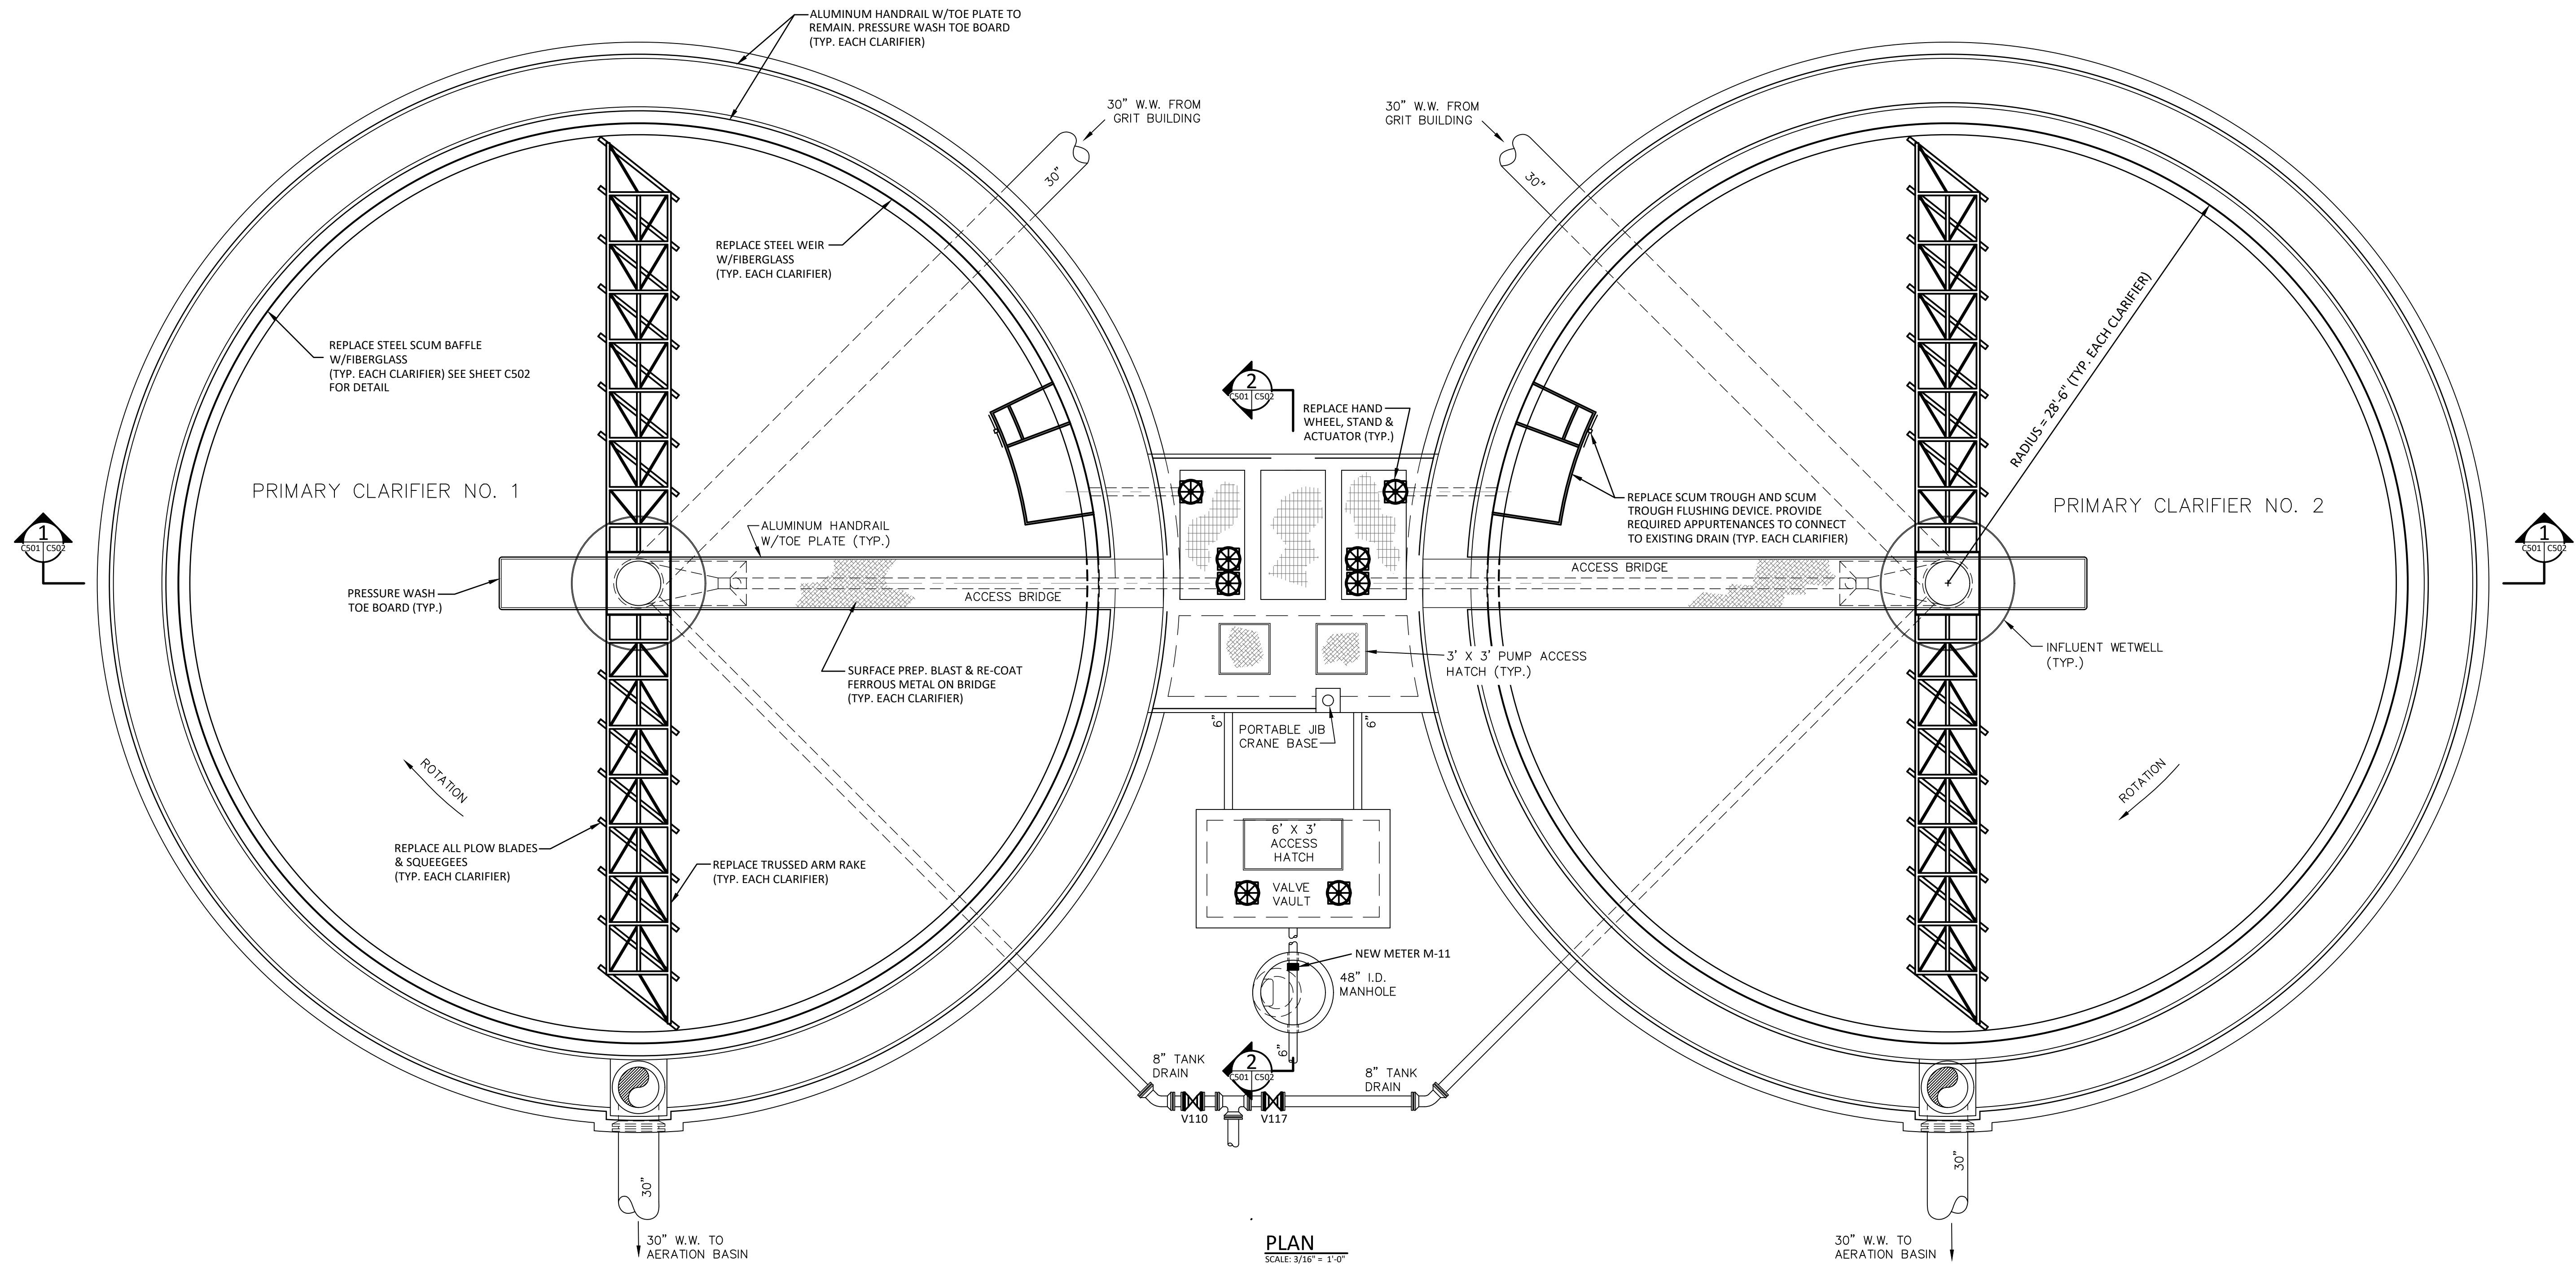 ALUMINUM HANDRAIL W/TOE PLATE TO
REMAIN. PRESSURE WASH TOE BOARD
(TYP. EACH CLARIFIER)
30" W.W. FROM
GRIT BUILDING
30" W.W. FROM
GRIT BUILDING
30"
30"
REPLACE STEEL WEIR
W/FIBERGLASS
(TYP. EACH CLARIFIER)
RADIUS = 28'-6" (TYP. EACH CLARIFIER)
REPLACE STEEL SCUM BAFFLE
W/FIBERGLASS
(TYP. EACH CLARIFIER) SEE SHEET C502
FOR DETAIL
2
C501 C502
REPLACE HAND
WHEEL, STAND &
ACTUATOR (TYP.)
PRIMARY CLARIFIER NO. 1
REPLACE SCUM TROUGH AND SCUM
TROUGH FLUSHING DEVICE. PROVIDE
REQUIRED APPURTENANCES TO CONNECT
TO EXISTING DRAIN (TYP. EACH CLARIFIER)
PRIMARY CLARIFIER NO. 2
1
C501 C502
ALUMINUM HANDRAIL
W/TOE PLATE (TYP.)
1
C501 C502
ACCESS BRIDGE
ACCESS BRIDGE
PRESSURE WASH
TOE BOARD (TYP.)
SURFACE PREP. BLAST & RE-COAT
FERROUS METAL ON BRIDGE
(TYP. EACH CLARIFIER)
3' X 3' PUMP ACCESS
HATCH (TYP.)
INFLUENT WETWELL
(TYP.)
6"
6"
PORTABLE JIB
CRANE BASE
ROTATION
ROTATION
6' X 3'
ACCESS
HATCH
REPLACE ALL PLOW BLADES
& SQUEEGEES
(TYP. EACH CLARIFIER)
REPLACE TRUSSED ARM RAKE
(TYP. EACH CLARIFIER)
VALVE
VAULT
NEW METER M-11
48" I.D.
MANHOLE
6"
8" TANK
DRAIN
2
C501 C502
8" TANK
DRAIN
V110
V117
30"
30"
30" W.W. TO
AERATION BASIN
PLAN
SCALE: 3/16" = 1'-0"
30" W.W. TO
AERATION BASIN